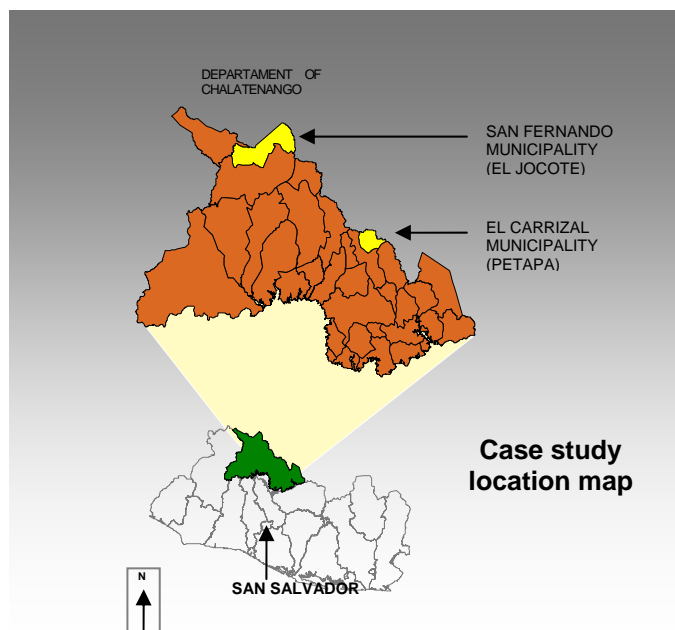 DEPARTAMENT OF
CHALATENANGO
SAN FERNANDO
MUNICIPALITY
(EL JOCOTE)
EL CARRIZAL
MUNICIPALITY
(PETAPA)
Case study
location map
SAN SALVADOR
N